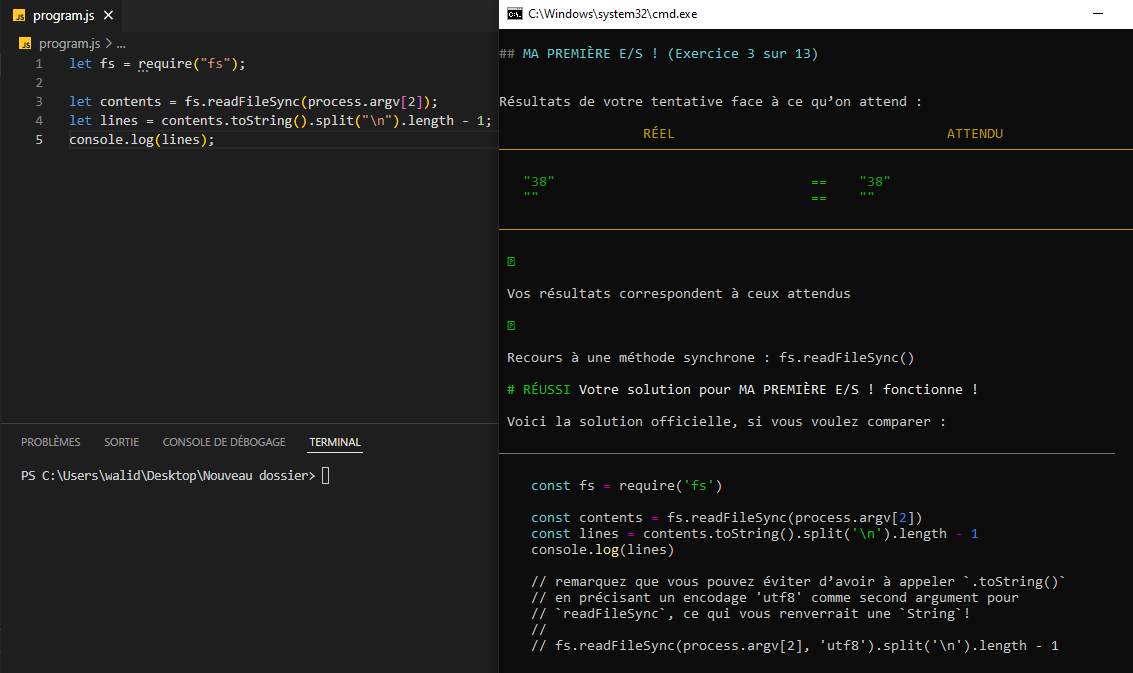 program.js
program.js > ...
1 let fs = require("fs");
2
3 let contents = fs.readFileSync(process.argv[2]);
4 let lines = contents.toString().split("\n").length - 1;
5 console.log(lines);
PROBLÈMES SORTIE CONSOLE DE DÉBOGAGE TERMINAL
PS C:\Users\walid\Desktop\Nouveau dossier>
C:\Windows\system32\cmd.exe
## MA PREMIÈRE E/S ! (Exercice 3 sur 13)
Résultats de votre tentative face à ce qu’on attend :
RÉEL ATTENDU
"38" == "38"
"" == ""
Vos résultats correspondent à ceux attendus
Recours à une méthode synchrone : fs.readFileSync()
# RÉUSSI Votre solution pour MA PREMIÈRE E/S ! fonctionne !
Voici la solution officielle, si vous voulez comparer :
const fs = require('fs')
const contents = fs.readFileSync(process.argv[2])
const lines = contents.toString().split('\n').length - 1
console.log(lines)
// remarquez que vous pouvez éviter d’avoir à appeler `.toString()`
// en précisant un encodage 'utf8' comme second argument pour
// `readFileSync`, ce qui vous renverrait une `String`!
//
// fs.readFileSync(process.argv[2], 'utf8').split('\n').length - 1